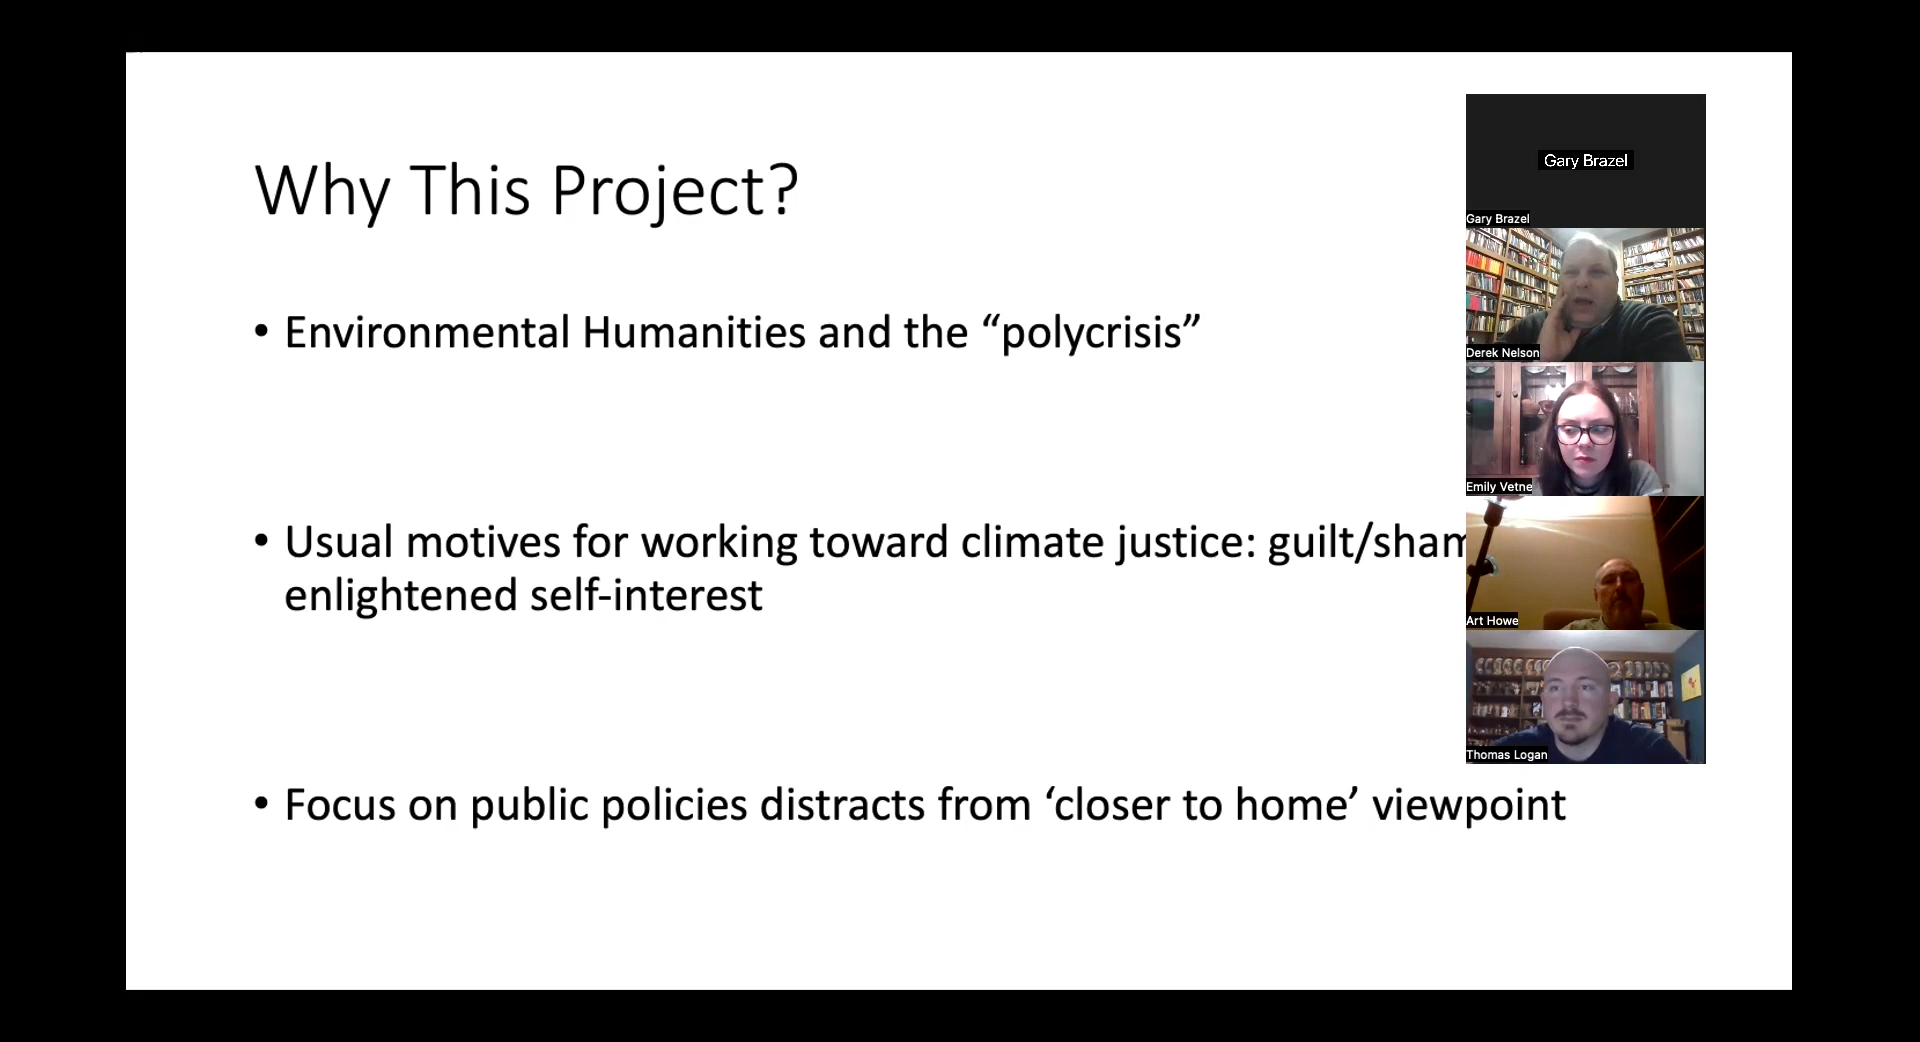 Why This Project?
• Environmental Humanities and the “polycrisis”
• Usual motives for working toward climate justice:
enlightened self-interest
• Focus on public policies distracts from ‘closer to home’ viewpoint
Gary Brazel
Gary Brazel
Derek Nelson
Emily Vetne
Art Howe
Thomas Logan